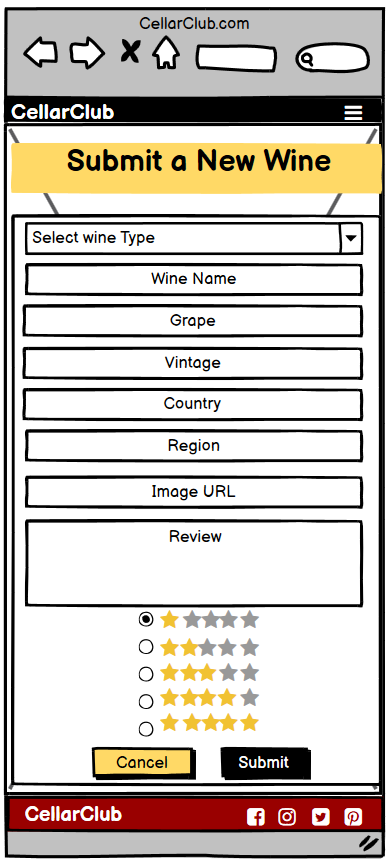 CellarClub.com
CellarClub
Submit a New Wine
Select wine Type
Wine Name
Grape
Vintage
Country
Region
Image URL
Review
Cancel Submit
CellarClub